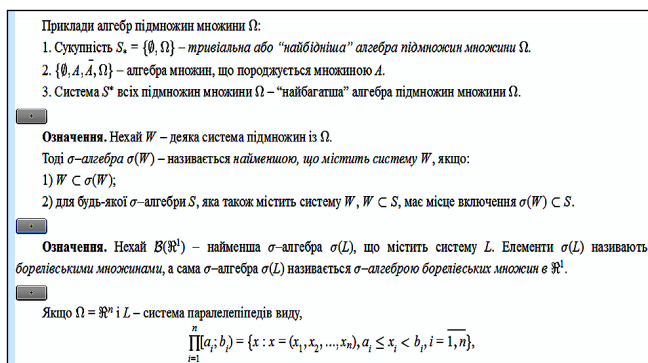 Приклади алгебр підмножин множини Ω:
1. Сукупність S* = {∅, Ω} – тривіальна або “найбідніша” алгебра підмножин множини Ω.
2. {∅, A, Ā, Ω} – алгебра множин, що породжується множиною A.
3. Система S* всіх підмножин множини Ω – “найбагатша” алгебра підмножин множини Ω.
Означення. Нехай W – деяка система підмножин із Ω.
Тоді σ–алгебра σ(W) – називається найменшою, що містить систему W, якщо:
1) W ⊂ σ(W);
2) для будь-якої σ–алгебри S, яка також містить систему W, W ⊂ S, має місце включення σ(W) ⊂ S.
Означення. Нехай ℬ(ℜ¹) – найменша σ–алгебра σ(L), що містить систему L. Елементи σ(L) називають
борелівськими множинами, а сама σ–алгебра σ(L) називається σ–алгеброю борелівських множин в ℜ¹.
Якщо Ω = ℜⁿ і L – система паралелепіпедів виду,
∏ⁿᵢ₌₁[aᵢ; bᵢ) = {x : x = (x₁, x₂, ..., xₙ), aᵢ ≤ xᵢ < bᵢ, i = 1, n},